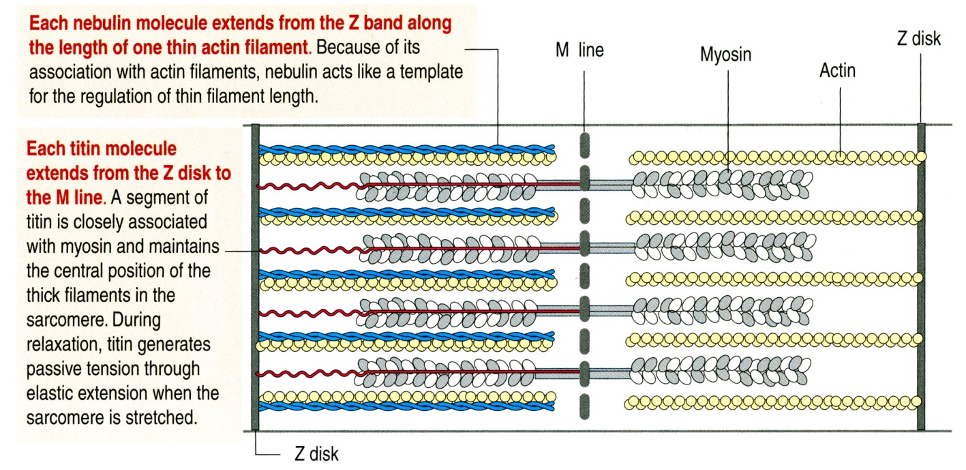 Each nebulin molecule extends from the Z band along
the length of one thin actin filament. Because of its
association with actin filaments, nebulin acts like a template
for the regulation of thin filament length.
M line
Myosin
Actin
Z disk
Each titin molecule
extends from the Z disk to
the M line. A segment of
titin is closely associated
with myosin and maintains
the central position of the
thick filaments in the
sarcomere. During
relaxation, titin generates
passive tension through
elastic extension when the
sarcomere is stretched.
Z disk